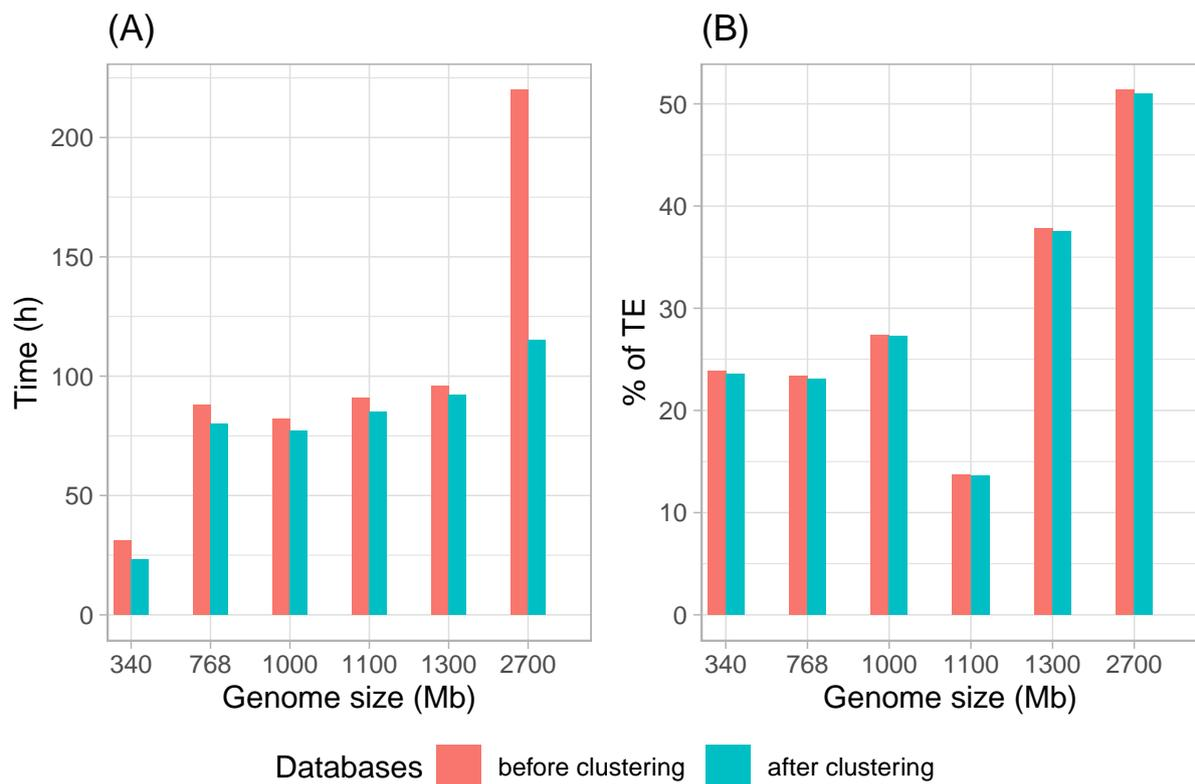 (A)
Time (h)
200
150
100
50
0
340 768 1000 1100 1300 2700
Genome size (Mb)
(B)
% of TE
50
40
30
20
10
0
340 768 1000 1100 1300 2700
Genome size (Mb)
Databases before clustering after clustering